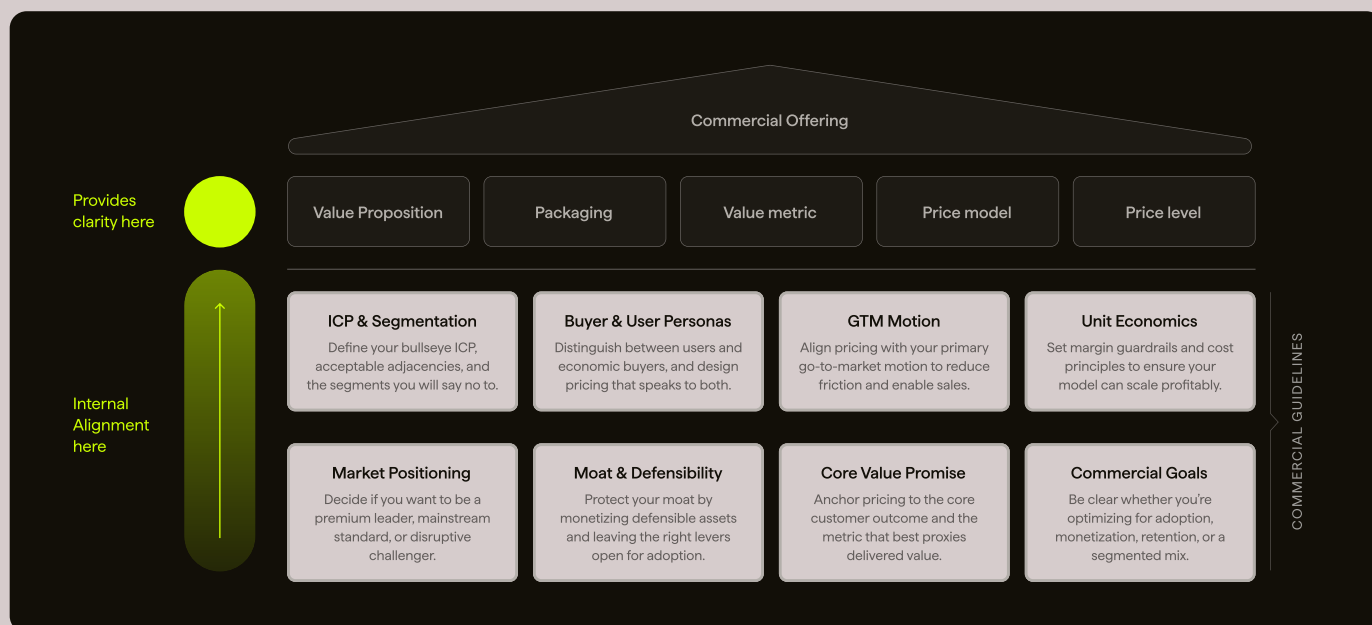 Commercial Offering
Provides
clarity here
Value Proposition
Packaging
Value metric
Price model
Price level
Internal
Alignment
here
ICP & Segmentation
Define your bullseye ICP,
acceptable adjacencies, and
the segments you will say no to.
Buyer & User Personas
Distinguish between users and
economic buyers, and design
pricing that speaks to both.
GTM Motion
Align pricing with your primary
go-to-market motion to reduce
friction and enable sales.
Unit Economics
Set margin guardrails and cost
principles to ensure your
model can scale profitably.
Market Positioning
Decide if you want to be a
premium leader, mainstream
standard, or disruptive
challenger.
Moat & Defensibility
Protect your moat by
monetizing defensible assets
and leaving the right levers
open for adoption.
Core Value Promise
Anchor pricing to the core
customer outcome and the
metric that best proxies
delivered value.
Commercial Goals
Be clear whether you’re
optimizing for adoption,
monetization, retention, or a
segmented mix.
COMMERCIAL GUIDELINES